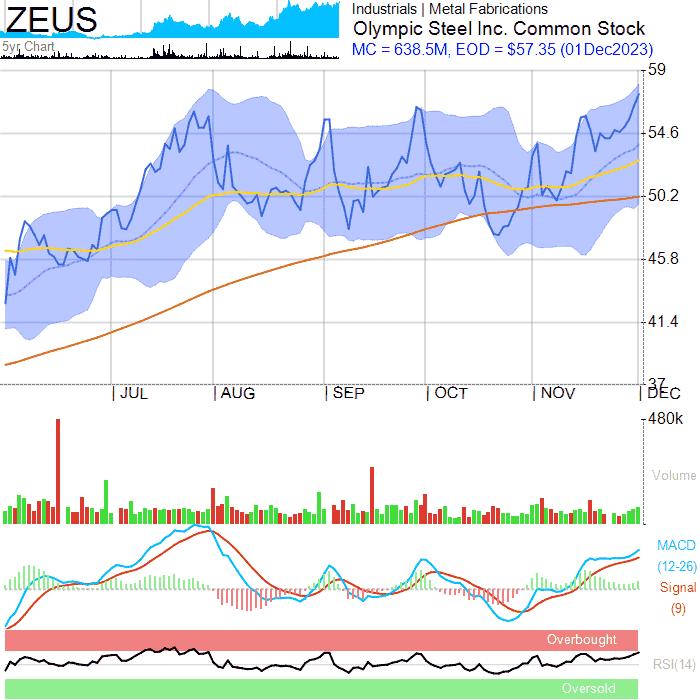 ZEUS
5yr Chart
Industrials | Metal Fabrications
Olympic Steel Inc. Common Stock
MC = 638.5M, EOD = $57.35 (01Dec2023)
59
54.6
50.2
45.8
41.4
37
JUL AUG SEP OCT NOV DEC
480k
Volume
MACD
(12-26)
Signal
(9)
Overbought
RSI(14)
Oversold